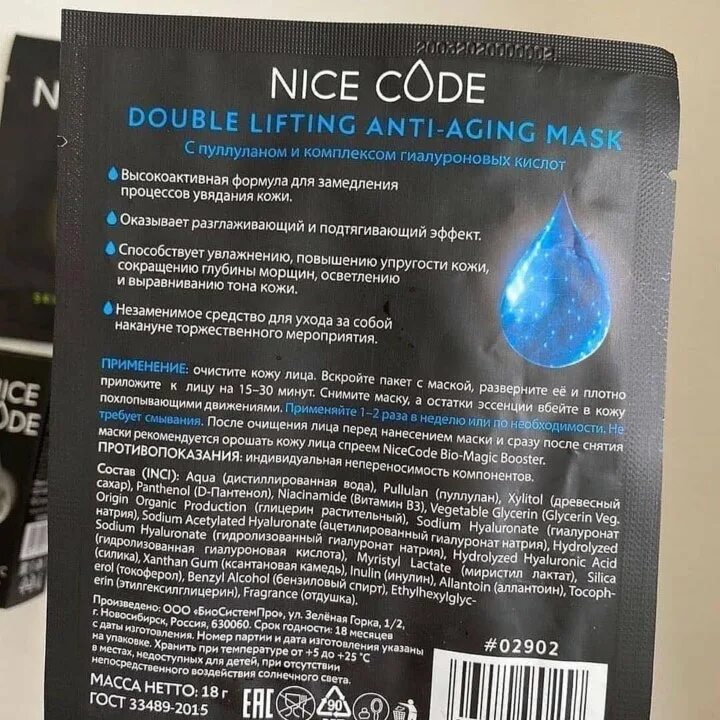 20032020000002
NICE CODE
DOUBLE LIFTING ANTI-AGING MASK
С пуллуланом и комплексом гиалуроновых кислот
Высокоактивная формула для замедления
процессов увядания кожи.
Оказывает разглаживающий и подтягивающий эффект.
Способствует увлажнению, повышению упругости кожи,
сокращению глубины морщин, осветлению
и выравниванию тона кожи.
Незаменимое средство для ухода за собой
накануне торжественного мероприятия.
ПРИМЕНЕНИЕ: очистите кожу лица. Вскройте пакет с маской, разверните её и плотно
приложите к лицу на 15-30 минут. Снимите маску, а остатки эссенции вбейте в кожу
похлопывающими движениями. Применяйте 1-2 раза в неделю или по необходимости. Не
требует смывания. После очищения лица перед нанесением маски и сразу после снятия
маски рекомендуется орошать кожу лица спреем NiceCode Bio-Magic Booster.
ПРОТИВОПОКАЗАНИЯ: индивидуальная непереносимость компонентов.
Состав (INCI): Aqua (дистиллированная вода), Pullulan (пуллулан), Xylitol (древесный
сахар), Panthenol (D-Пантенол), Niacinamide (Витамин B3), Vegetable Glycerin (Glycerin Veg.
Origin Organic Production (глицерин растительный), Sodium Hyaluronate (гиалуронат
натрия), Sodium Acetylated Hyaluronate (ацетилированный гиалуронат натрия), Hydrolyzed
Sodium Hyaluronate (гидролизованный гиалуронат натрия), Hydrolyzed Hyaluronic Acid
(гидролизованная гиалуроновая кислота), Myristyl Lactate (миристил лактат), Silica
(силика), Xanthan Gum (ксантановая камедь), Inulin (инулин), Allantoin (аллантоин), Tocoph-
erol (токоферол), Benzyl Alcohol (бензиловый спирт), Ethylhexylglyc-
erin (этилгексилглицерин), Fragrance (отдушка).
Произведено: ООО «БиоСистемПро», ул. Зелёная Горка, 1/2,
г. Новосибирск, Россия, 630060. Срок годности: 18 месяцев
с даты изготовления. Номер партии и дата изготовления указаны
на упаковке. Хранить при температуре от +5 до +25 °C
в местах, недоступных для детей, при отсутствии
непосредственного воздействия солнечного света.
МАССА НЕТТО: 18 г
ГОСТ 33489-2015
EAC
90
#02902
N
NICE
CODE